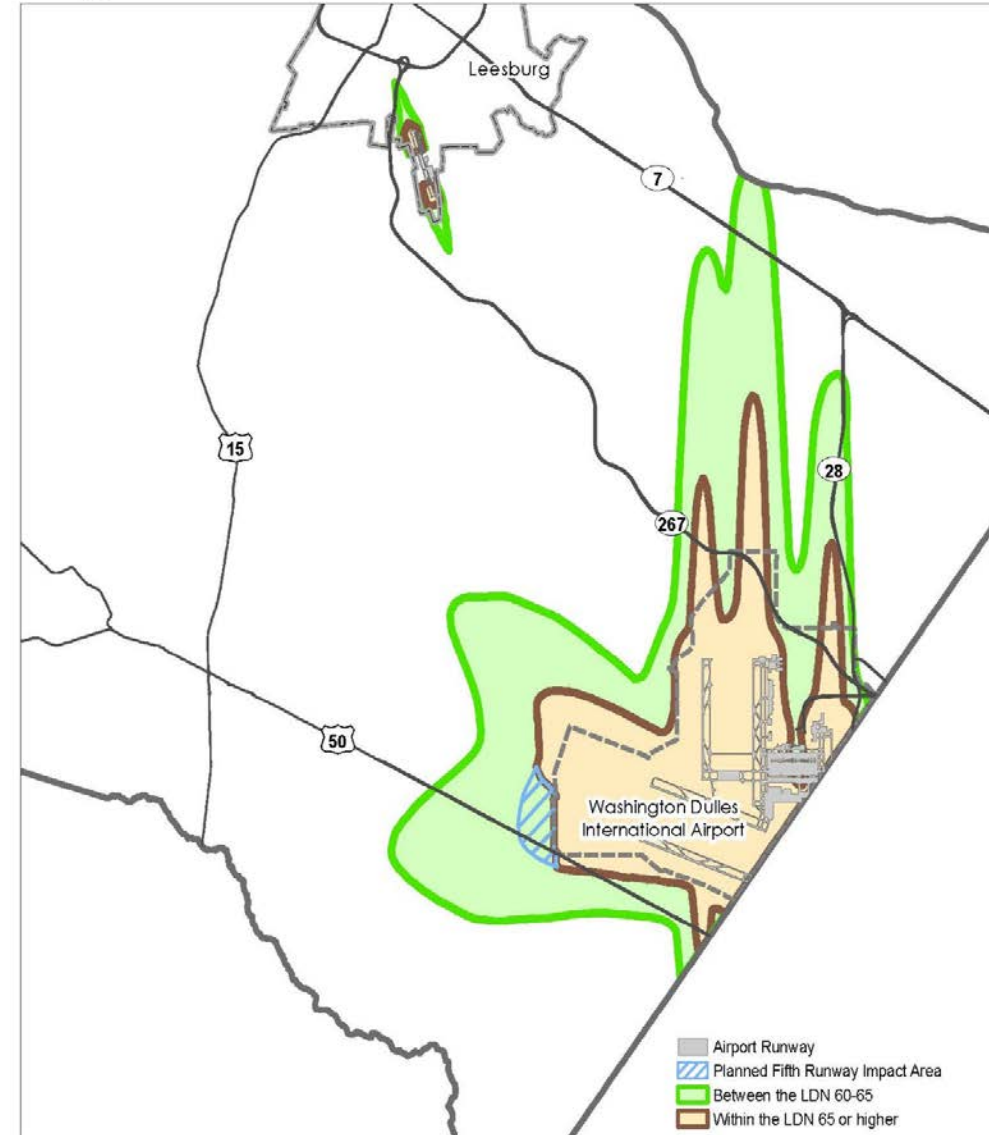 Leesburg
7
15
28
267
50
Washington Dulles
International Airport
Airport Runway
Planned Fifth Runway Impact Area
Between the LDN 60-65
Within the LDN 65 or higher